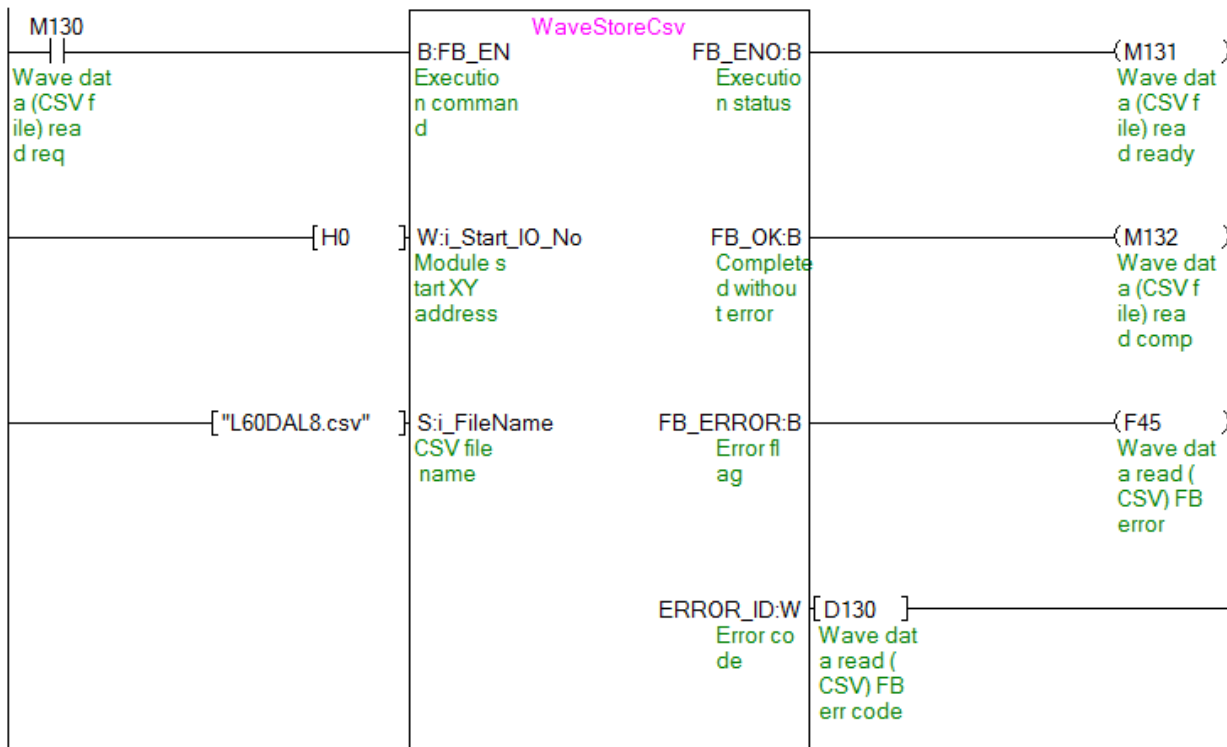 WaveStoreCsv
M130
B:FB_EN
FB_ENO:B
M131
Wave dat
a (CSV f
ile) rea
d req
Executio
n comman
d
Executio
n status
Wave dat
a (CSV f
ile) rea
d ready
H0
W:i_Start_IO_No
FB_OK:B
M132
Module s
tart XY
address
Complete
d withou
t error
Wave dat
a (CSV f
ile) rea
d comp
"L60DAL8.csv"
S:i_FileName
FB_ERROR:B
F45
CSV file
name
Error fl
ag
Wave dat
a read (
CSV) FB
error
ERROR_ID:W
D130
Error co
de
Wave dat
a read (
CSV) FB
err code